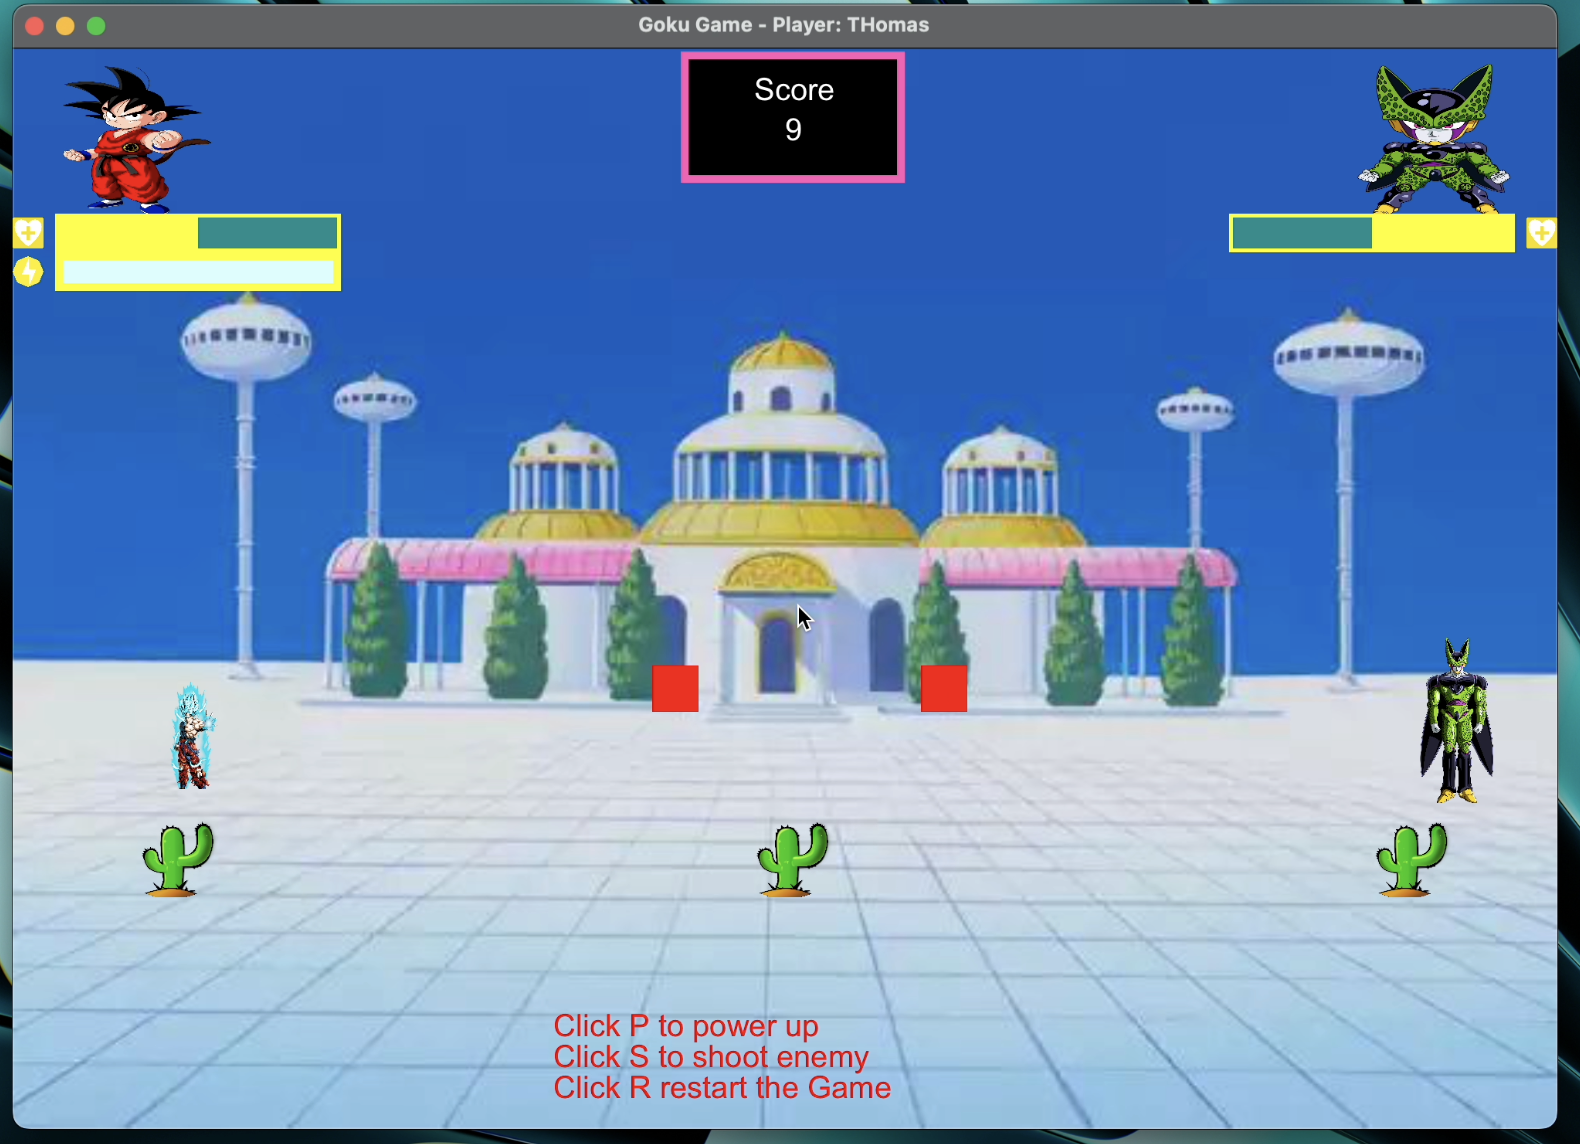 Goku Game - Player: THomas
Score
9
Click P to power up
Click S to shoot enemy
Click R restart the Game